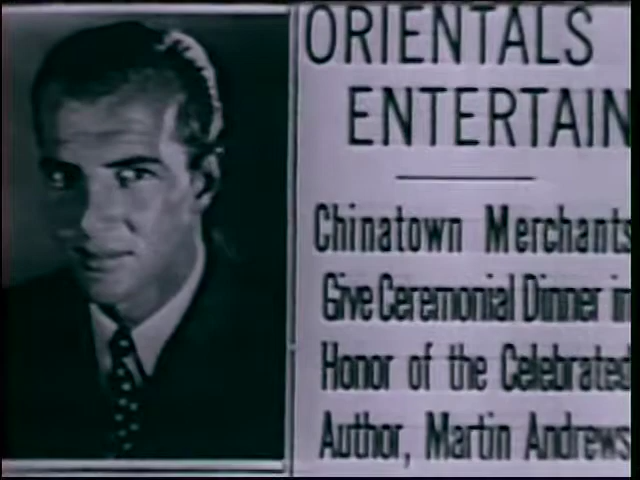 ORIENTALS
ENTERTAIN
Chinatown Merchants
Give Ceremonial Dinner in
Honor of the Celebrated
Author, Martin Andrews